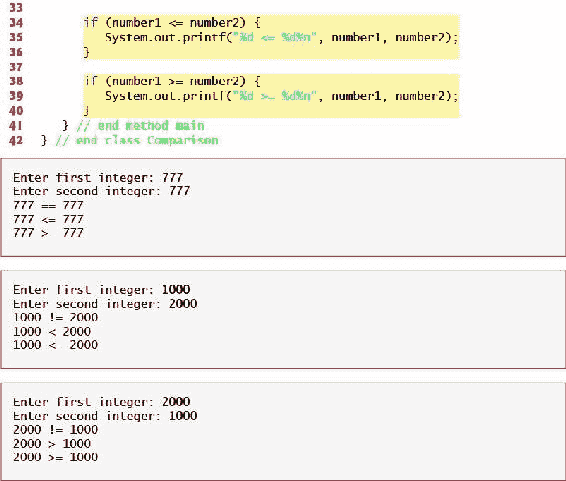 33
34 if (number1 <= number2) {
35 System.out.printf("%d <= %d%n", number1, number2);
36 }
37
38 if (number1 >= number2) {
39 System.out.printf("%d >= %d%n", number1, number2);
40 }
41 } // end method main
42 } // end class Comparison
Enter first integer: 777
Enter second integer: 777
777 == 777
777 <= 777
777 >= 777
Enter first integer: 1000
Enter second integer: 2000
1000 != 2000
1000 < 2000
1000 <= 2000
Enter first integer: 2000
Enter second integer: 1000
2000 != 1000
2000 > 1000
2000 >= 1000